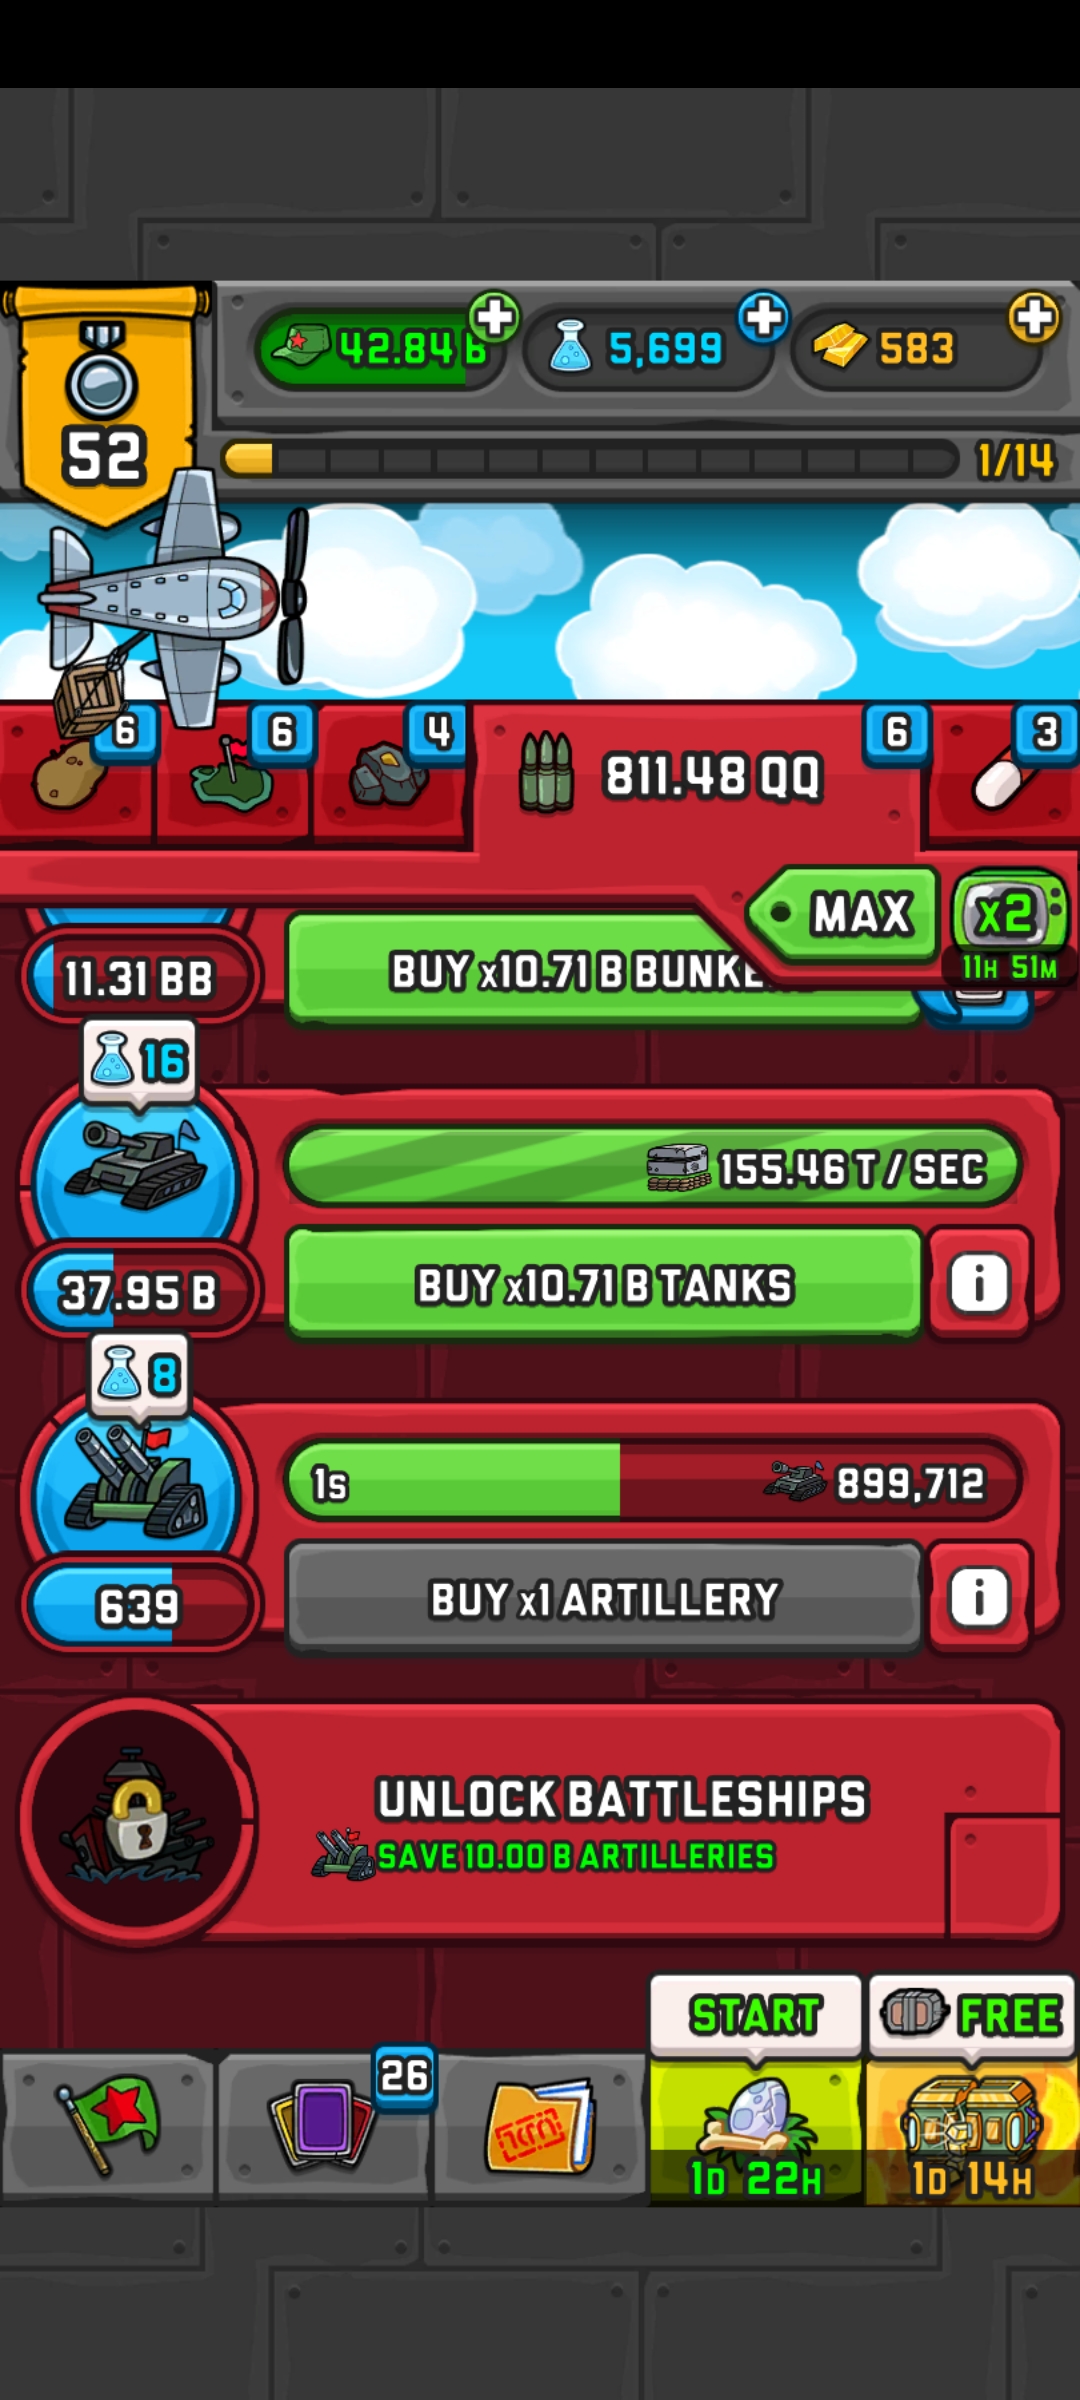 42.84 B
5,699
583
52
1/14
6
6
4
811.48 QQ
6
3
MAX
x2
11H 51M
11.31 BB
BUY x10.71 B
16
155.46 T / SEC
37.95 B
BUY x10.71 B TANKS
i
8
1s
899,712
639
BUY x1 ARTILLERY
i
UNLOCK BATTLESHIPS
SAVE 10.00 B ARTILLERIES
START
FREE
26
1D 22H
1D 14H